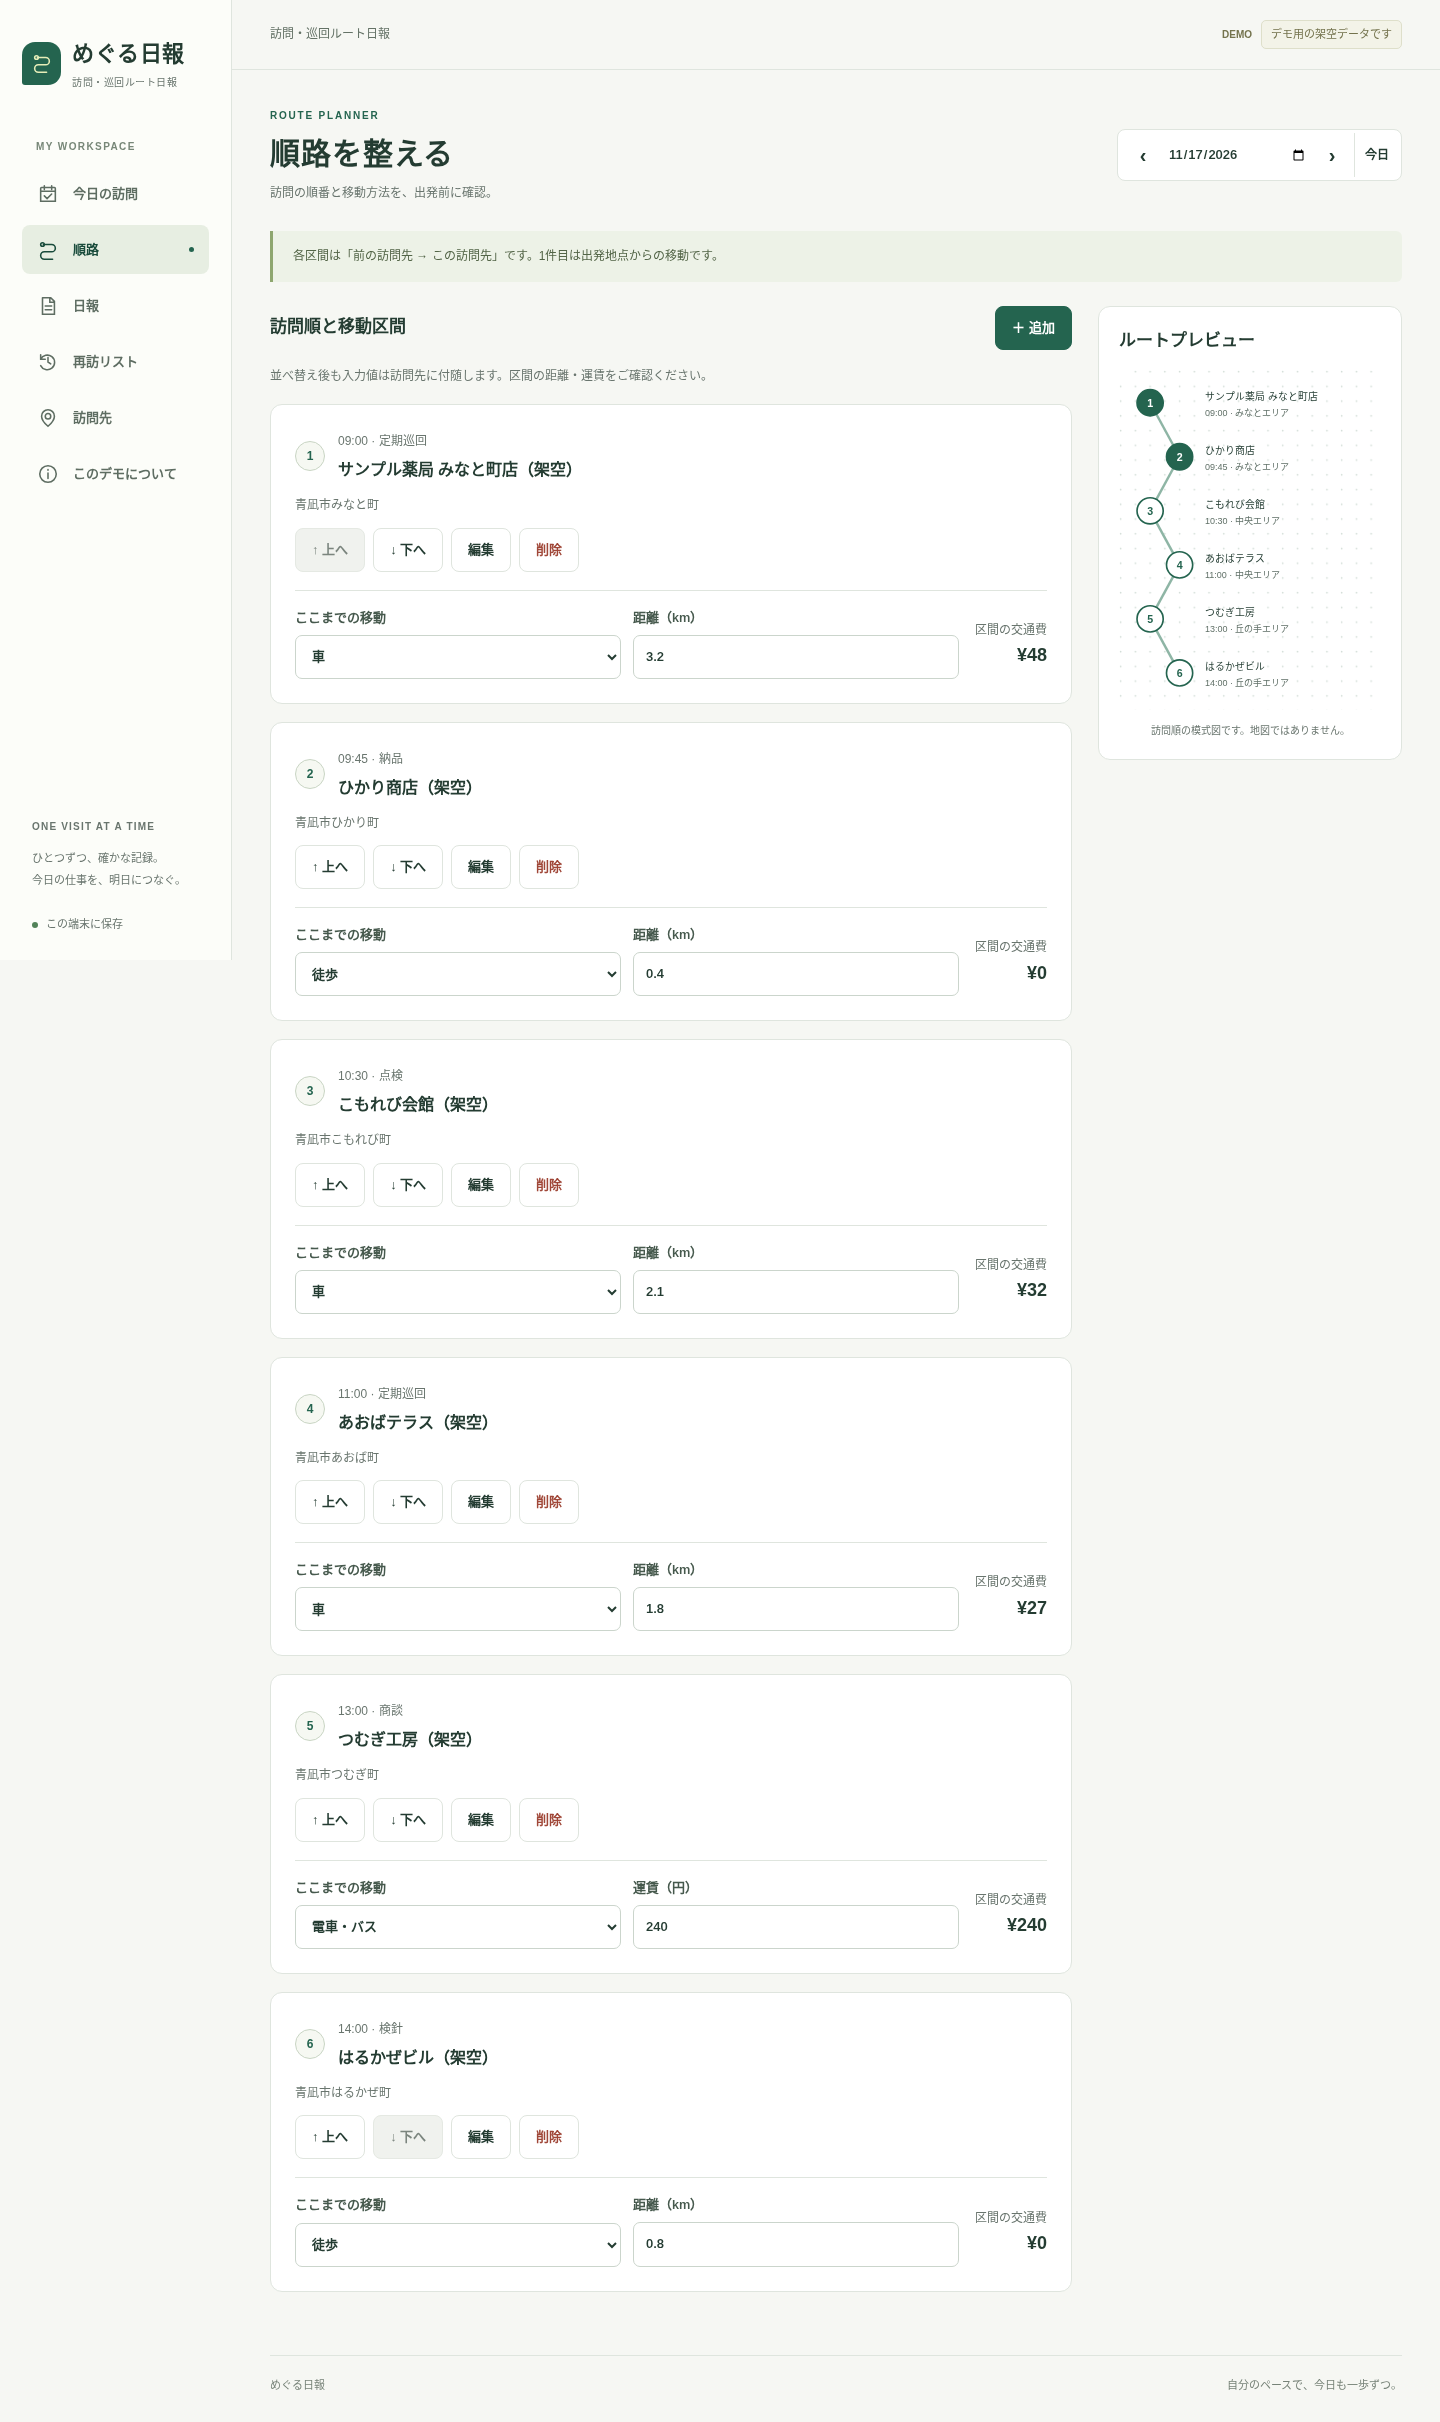 めぐる日報
訪問・巡回ルート日報
MY WORKSPACE
今日の訪問
順路
日報
再訪リスト
訪問先
このデモについて
ONE VISIT AT A TIME
ひとつずつ、確かな記録。
今日の仕事を、明日につなぐ。
この端末に保存
訪問・巡回ルート日報
DEMO デモ用の架空データです
ROUTE PLANNER
順路を整える
訪問の順番と移動方法を、出発前に確認。
‹ 11/17/2026 › 今日
各区間は「前の訪問先 → この訪問先」です。1件目は出発地点からの移動です。
訪問順と移動区間
＋ 追加
並べ替え後も入力値は訪問先に付随します。区間の距離・運賃をご確認ください。
1
09:00 · 定期巡回
サンプル薬局 みなと町店（架空）
青凪市みなと町
↑ 上へ ↓ 下へ 編集 削除
ここまでの移動 距離（km） 区間の交通費
車 3.2 ¥48
2
09:45 · 納品
ひかり商店（架空）
青凪市ひかり町
↑ 上へ ↓ 下へ 編集 削除
ここまでの移動 距離（km） 区間の交通費
徒歩 0.4 ¥0
3
10:30 · 点検
こもれび会館（架空）
青凪市こもれび町
↑ 上へ ↓ 下へ 編集 削除
ここまでの移動 距離（km） 区間の交通費
車 2.1 ¥32
4
11:00 · 定期巡回
あおばテラス（架空）
青凪市あおば町
↑ 上へ ↓ 下へ 編集 削除
ここまでの移動 距離（km） 区間の交通費
車 1.8 ¥27
5
13:00 · 商談
つむぎ工房（架空）
青凪市つむぎ町
↑ 上へ ↓ 下へ 編集 削除
ここまでの移動 運賃（円） 区間の交通費
電車・バス 240 ¥240
6
14:00 · 検針
はるかぜビル（架空）
青凪市はるかぜ町
↑ 上へ ↓ 下へ 編集 削除
ここまでの移動 距離（km） 区間の交通費
徒歩 0.8 ¥0
ルートプレビュー
1 サンプル薬局 みなと町店
09:00 · みなとエリア
2 ひかり商店
09:45 · みなとエリア
3 こもれび会館
10:30 · 中央エリア
4 あおばテラス
11:00 · 中央エリア
5 つむぎ工房
13:00 · 丘の手エリア
6 はるかぜビル
14:00 · 丘の手エリア
訪問順の模式図です。地図ではありません。
めぐる日報
自分のペースで、今日も一歩ずつ。